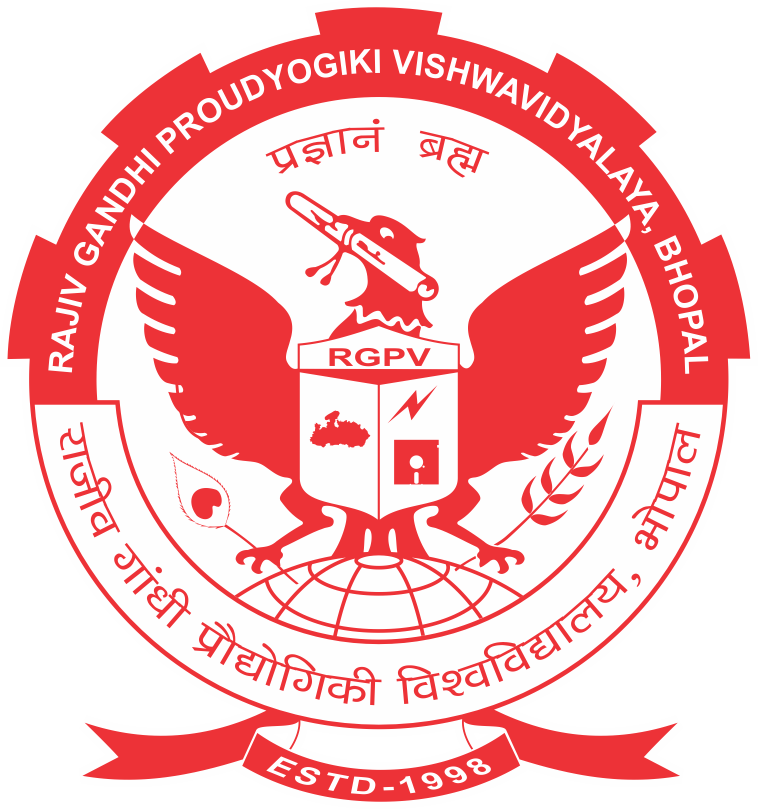 RAJIV GANDHI PROUDYOGIKI VISHWAVIDYALAYA, BHOPAL
प्रज्ञानं ब्रह्म
RGPV
राजीव गांधी प्रौद्योगिकी विश्वविद्यालय, भोपाल
ESTD-1998